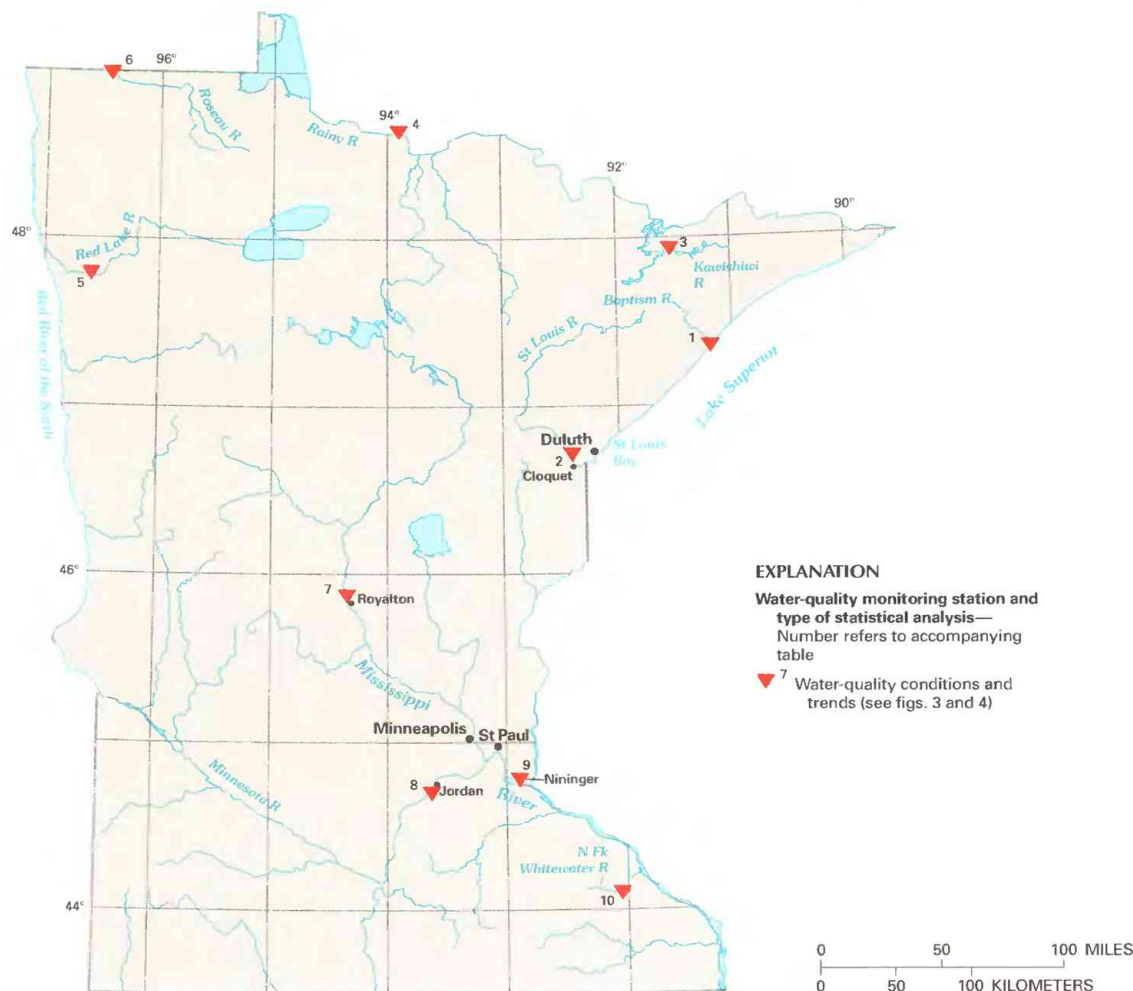 6
96°
Roseau R
94°
4
Rainy R
92°
90°
48°
Red Lake R
5
3
Kawishiwi
R
Baptism R
Red River of the North
St Louis R
1
Lake Superior
Duluth
St Louis
Bay
2
Cloquet
46°
7
Royalton
EXPLANATION
Water-quality monitoring station and
type of statistical analysis—
Number refers to accompanying
table
7 Water-quality conditions and
trends (see figs. 3 and 4)
Mississippi
Minneapolis
St Paul
9
Nininger
Minnesota R
8
Jordan
River
N Fk
Whitewater R
10
44°
0 50 100 MILES
0 50 100 KILOMETERS